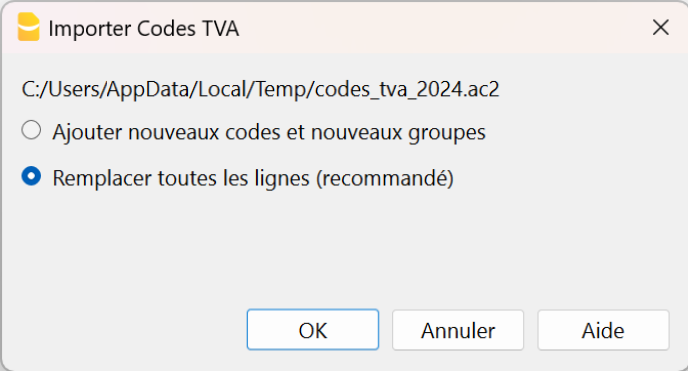 Importer Codes TVA
C:/Users/AppData/Local/Temp/codes_tva_2024.ac2
Ajouter nouveaux codes et nouveaux groupes
Remplacer toutes les lignes (recommandé)
OK Annuler Aide